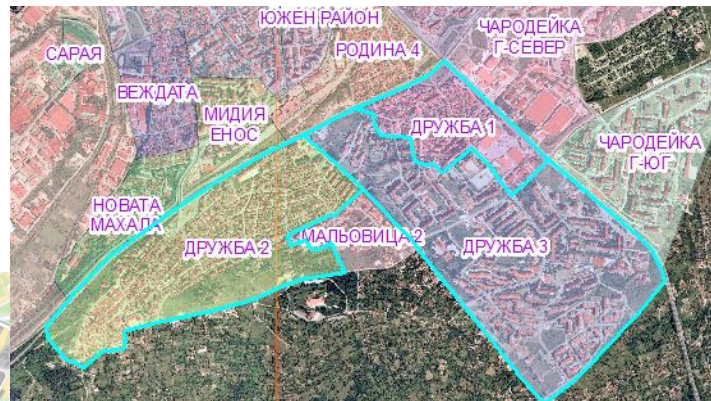 ЮЖЕН РАЙОН
ЧАРОДЕЙКА
Г-СЕВЕР
САРАЯ
РОДИНА 4
ВЕЖДАТА
МИДИЯ
ЕНОС
ДРУЖБА 1
ЧАРОДЕЙКА
Г-ЮГ
НОВАТА
МАХАЛА
ДРУЖБА 2
МАЛЬОВИЦА 2
ДРУЖБА 3